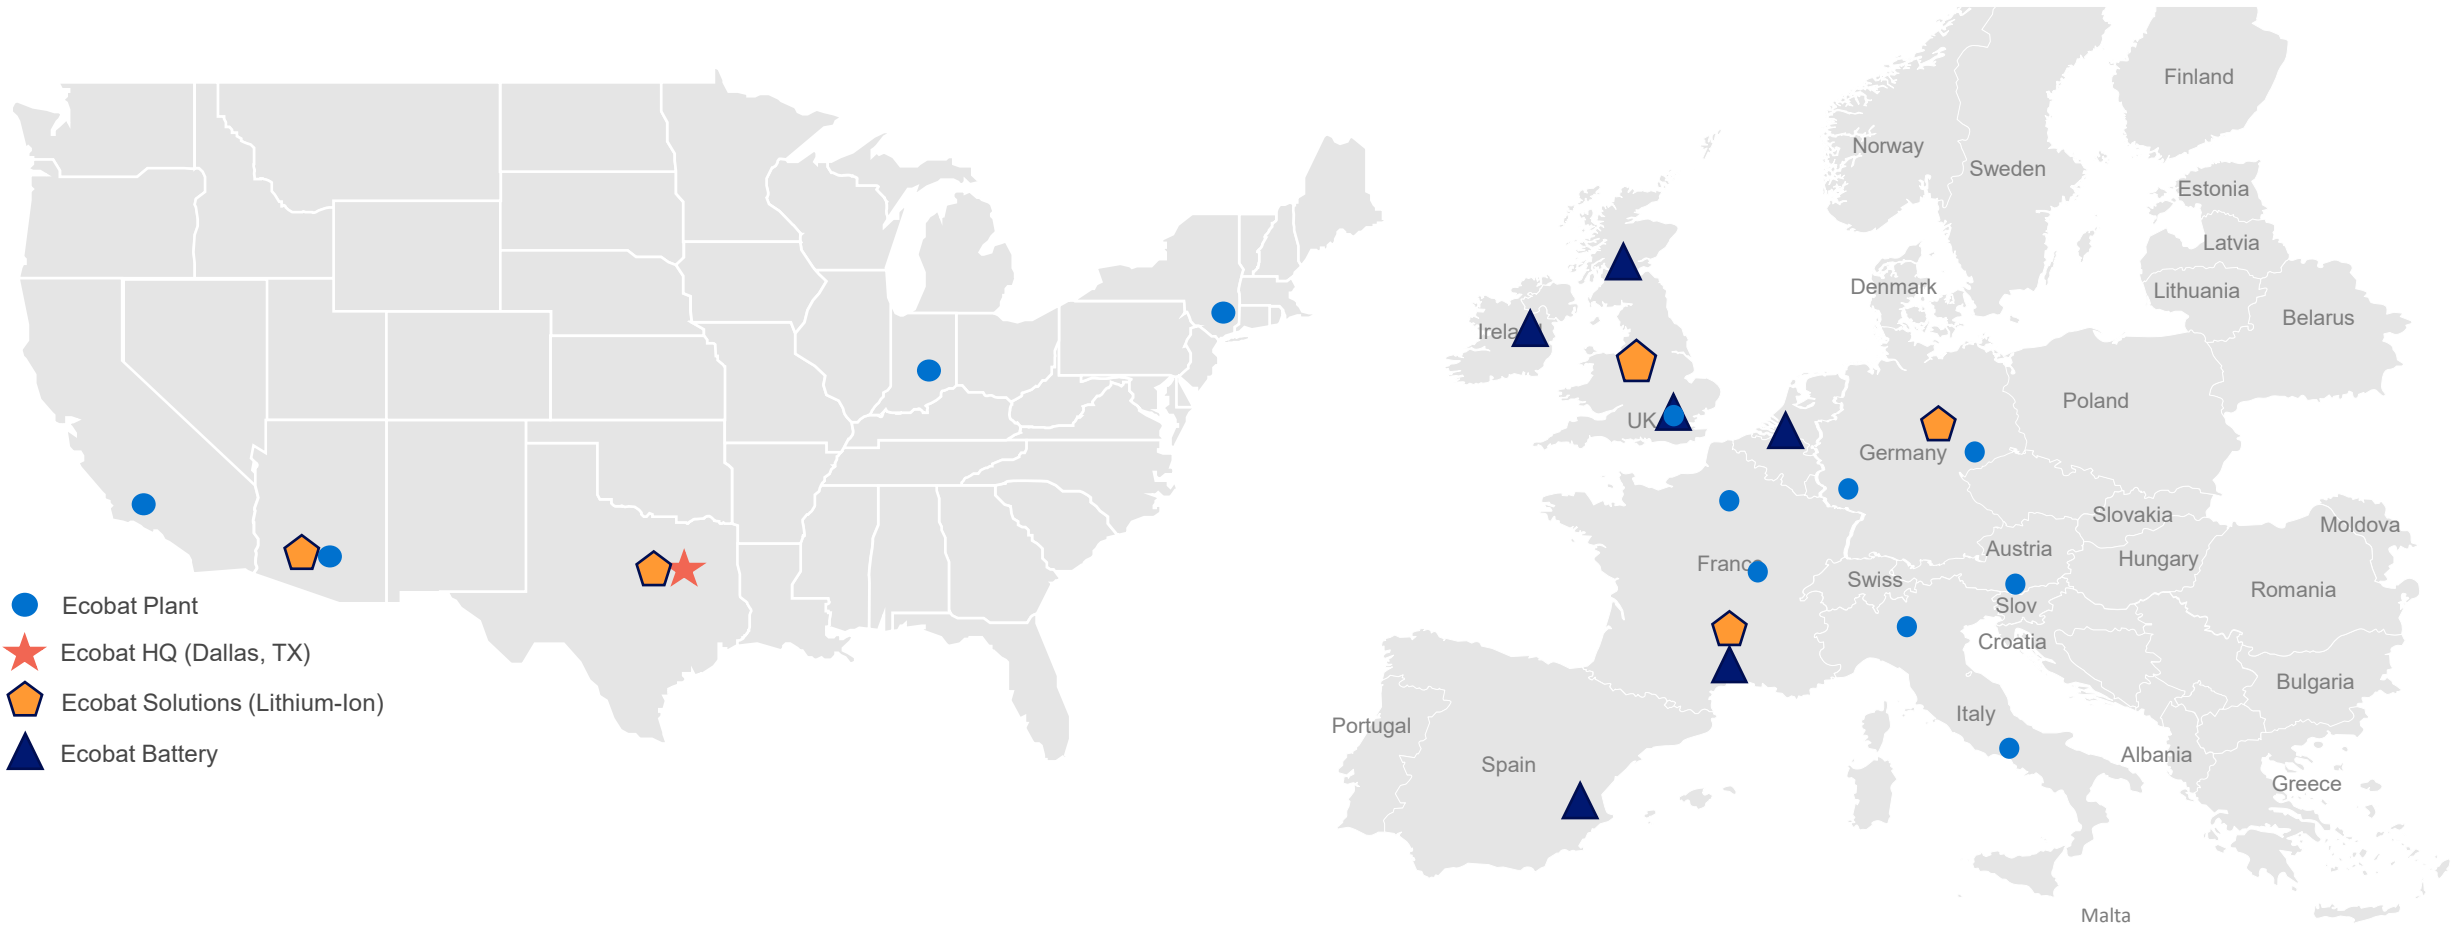 Ecobat Plant
Ecobat HQ (Dallas, TX)
Ecobat Solutions (Lithium-Ion)
Ecobat Battery
Finland
Norway
Sweden
Estonia
Latvia
Denmark
Lithuania
Belarus
Ireland
Poland
UK
Germany
Slovakia
Moldova
Austria
Hungary
France
Swiss
Romania
Slov
Croatia
Bulgaria
Portugal
Italy
Albania
Spain
Greece
Malta